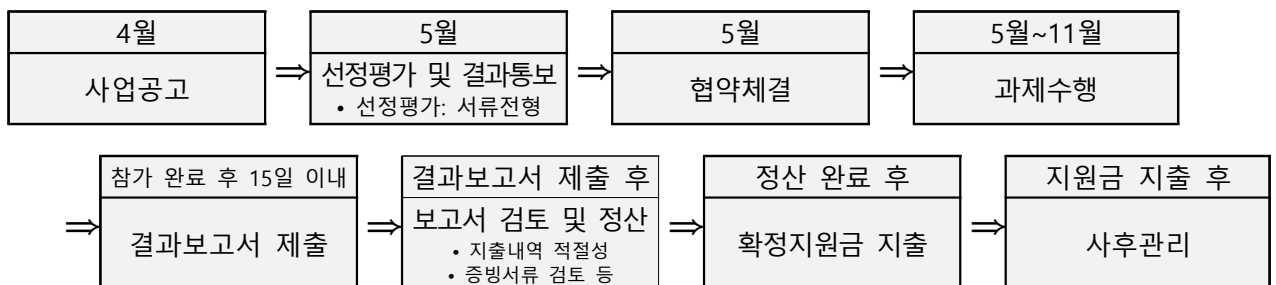 4월
사업공고
⇒
5월
선정평가 및 결과통보
• 선정평가: 서류전형
⇒
5월
협약체결
⇒
5월~11월
과제수행
⇒
참가 완료 후 15일 이내
결과보고서 제출
⇒
결과보고서 제출 후
보고서 검토 및 정산
• 지출내역 적절성
• 증빙서류 검토 등
⇒
정산 완료 후
확정지원금 지출
⇒
지원금 지출 후
사후관리